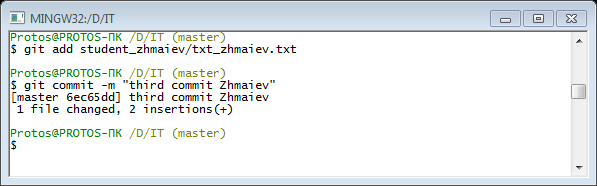 MINGW32:/D/IT
Protos@PROTOS-ПК /D/IT (master)
$ git add student_zhmaiev/txt_zhmaiev.txt
Protos@PROTOS-ПК /D/IT (master)
$ git commit -m "third commit Zhmaiev"
[master 6ec65dd] third commit Zhmaiev
 1 file changed, 2 insertions(+)
Protos@PROTOS-ПК /D/IT (master)
$